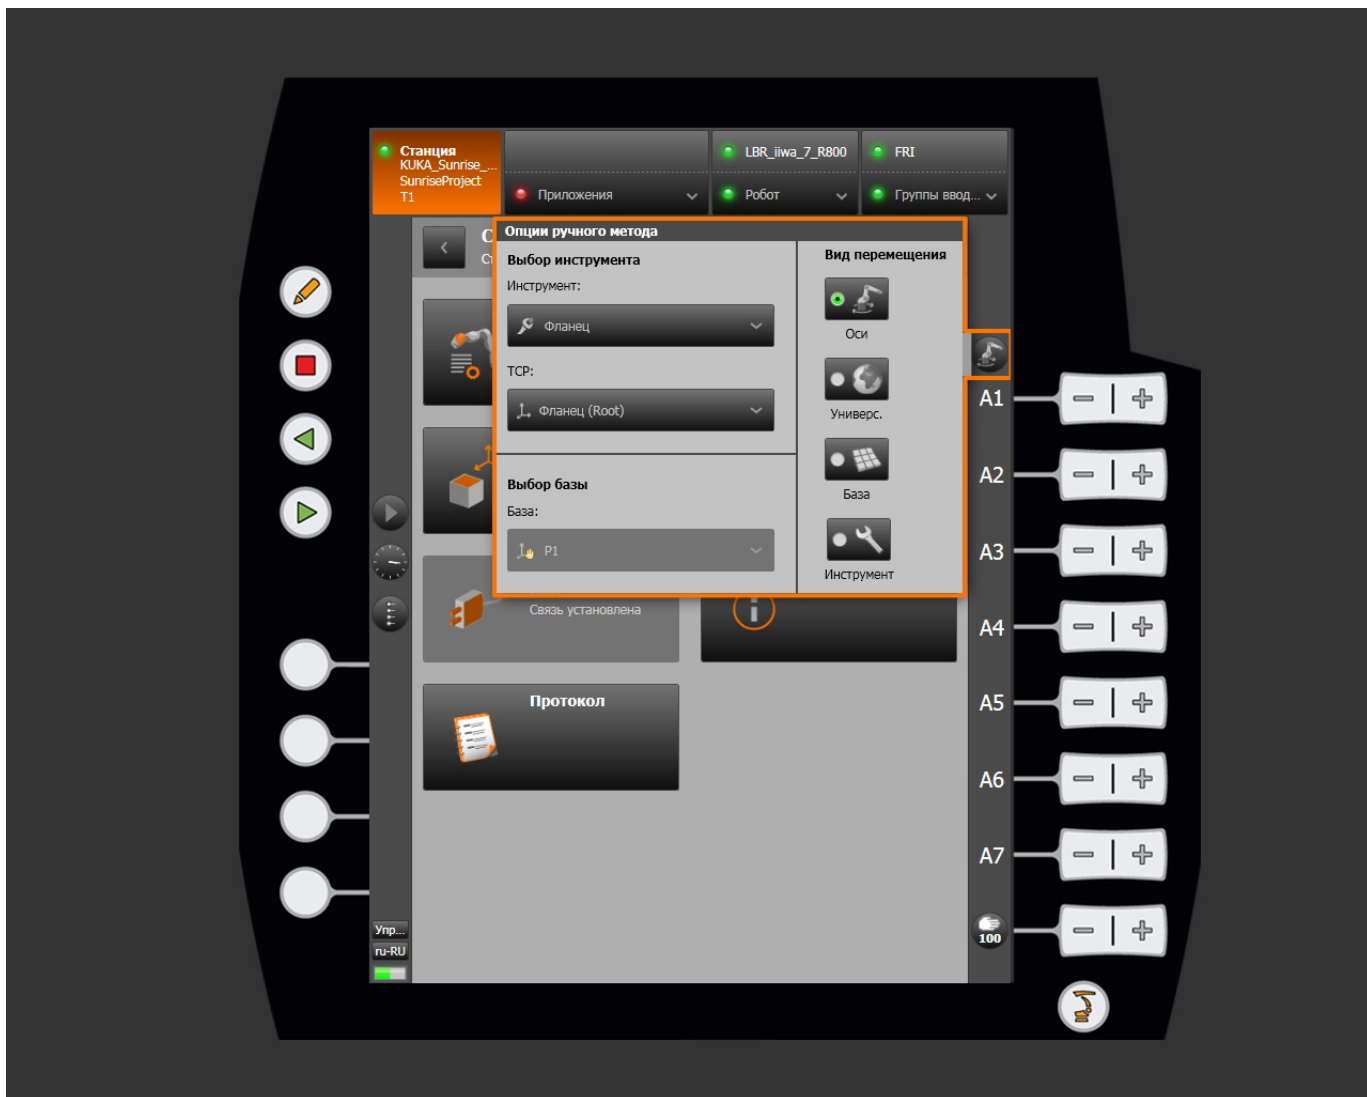 Станция
KUKA_Sunrise_...
SunriseProject
T1
LBR_iiwa_7_R800
FRI
Приложения
Робот
Группы ввод...
Опции ручного метода
Выбор инструмента
Инструмент:
Фланец
TCP:
Фланец (Root)
Выбор базы
База:
P1
Вид перемещения
Оси
Универс.
База
Инструмент
Связь установлена
Протокол
A1
A2
A3
A4
A5
A6
A7
100
Упр...
ru-RU